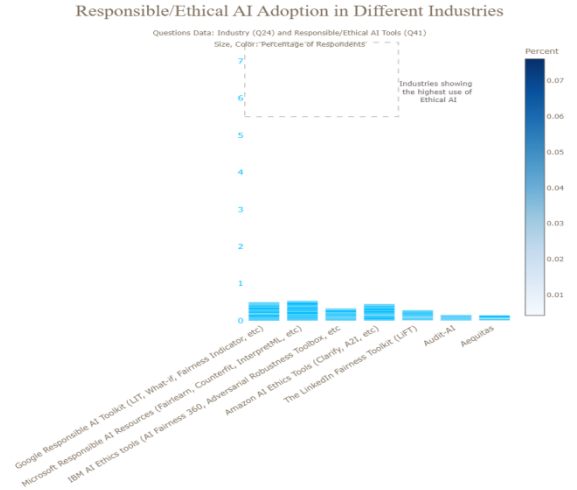 Responsible/Ethical AI Adoption in Different Industries
Questions Data: Industry (Q24) and Responsible/Ethical AI Tools (Q41)
Size, Color: Percentage of Respondents
Percent
7
6
5
4
3
2
1
0
Industries showing
the highest use of
Ethical AI
0.07
0.06
0.05
0.04
0.03
0.02
0.01
Google Responsible AI Toolkit (LIT, What-if, Fairness Indicator, etc)
Microsoft Responsible AI Resources (Fairlearn, Counterfit, InterpretML, etc)
IBM AI Ethics tools (AI Fairness 360, Adversarial Robustness Toolbox, etc
Amazon AI Ethics Tools (Clarify, A2I, etc)
The LinkedIn Fairness Toolkit (LiFT)
Audit-AI
Aequitas